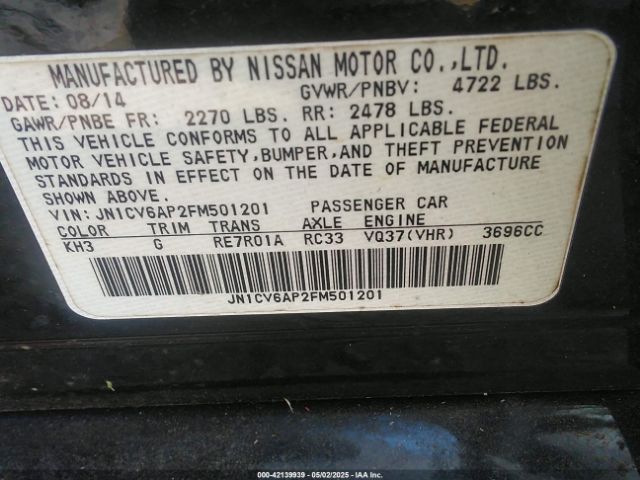 MANUFACTURED BY NISSAN MOTOR CO.,LTD.
DATE: 08/14 GVWR/PNBV: 4722 LBS.
GAWR/PNBE FR: 2270 LBS. RR: 2478 LBS.
THIS VEHICLE CONFORMS TO ALL APPLICABLE FEDERAL
MOTOR VEHICLE SAFETY,BUMPER,AND THEFT PREVENTION
STANDARDS IN EFFECT ON THE DATE OF MANUFACTURE
SHOWN ABOVE.
VIN: JN1CV6AP2FM501201 PASSENGER CAR
COLOR TRIM TRANS AXLE ENGINE
KH3 G RE7R01A RC33 VQ37(VHR) 3696CC
JN1CV6AP2FM501201
000-42139939 - 05/02/2025 - IAA Inc.